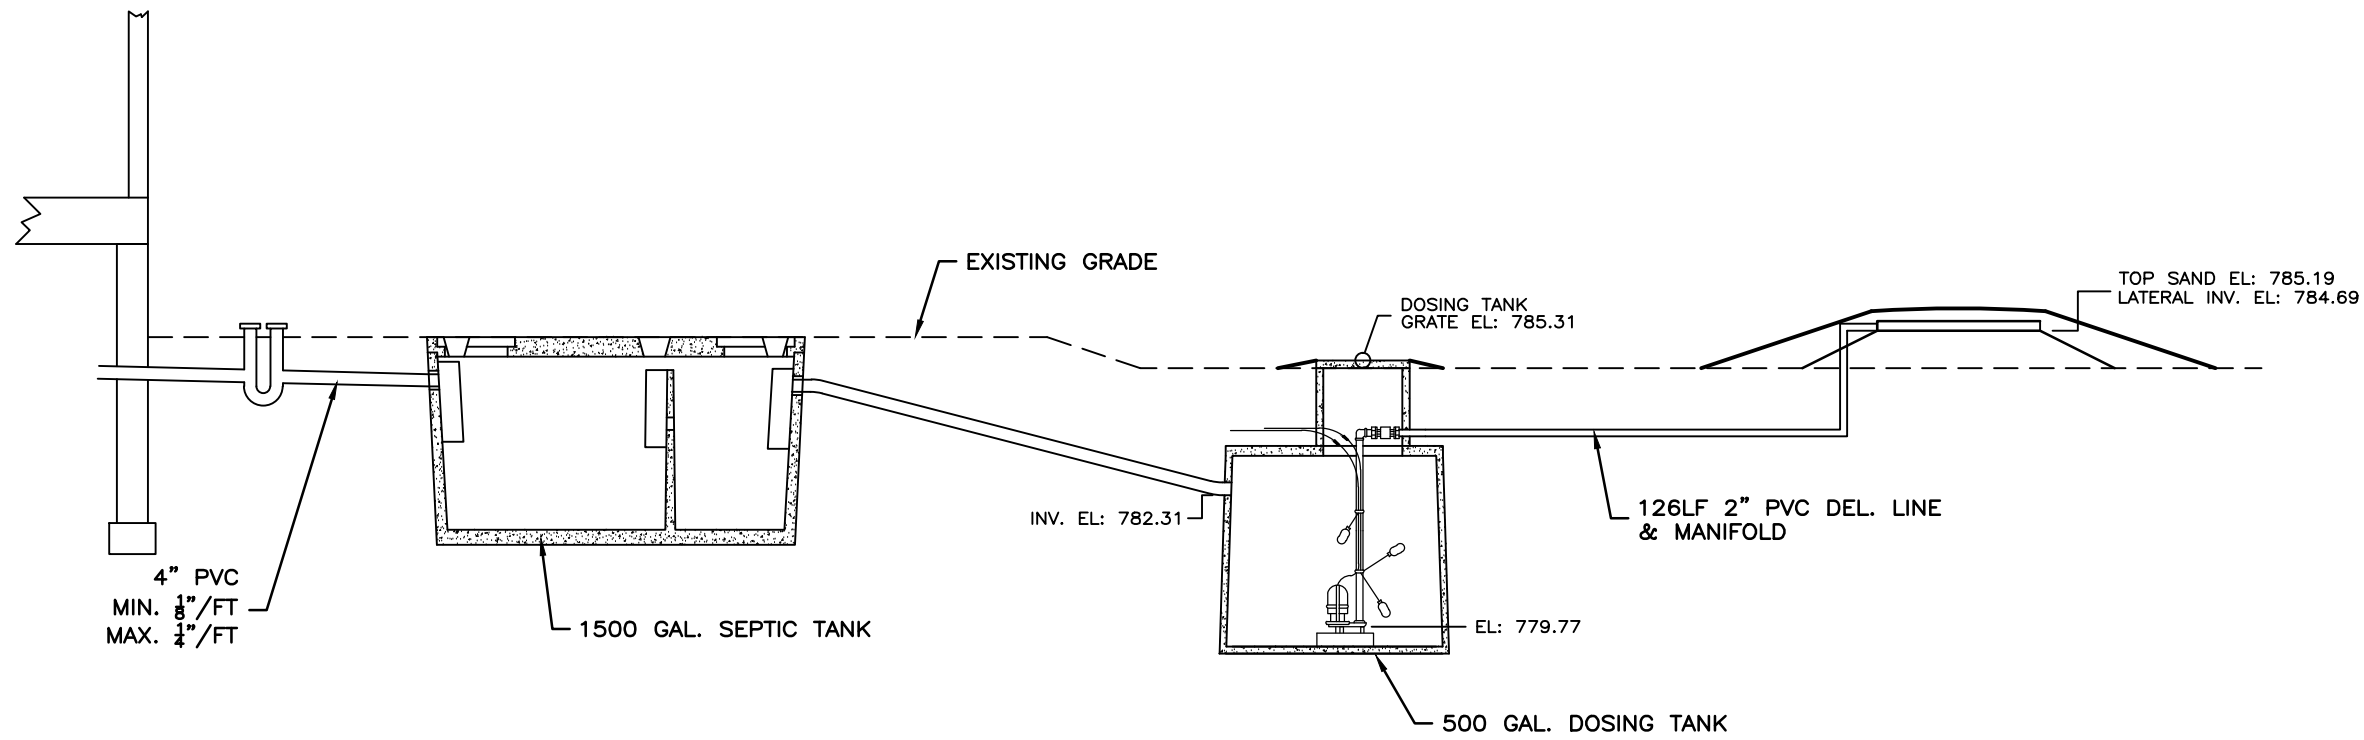 EXISTING GRADE
TOP SAND EL: 785.19
LATERAL INV. EL: 784.69
DOSING TANK
GRATE EL: 785.31
INV. EL: 782.31
126LF 2" PVC DEL. LINE
& MANIFOLD
4" PVC
MIN. 1/8"/FT
MAX. 1/4"/FT
1500 GAL. SEPTIC TANK
EL: 779.77
500 GAL. DOSING TANK